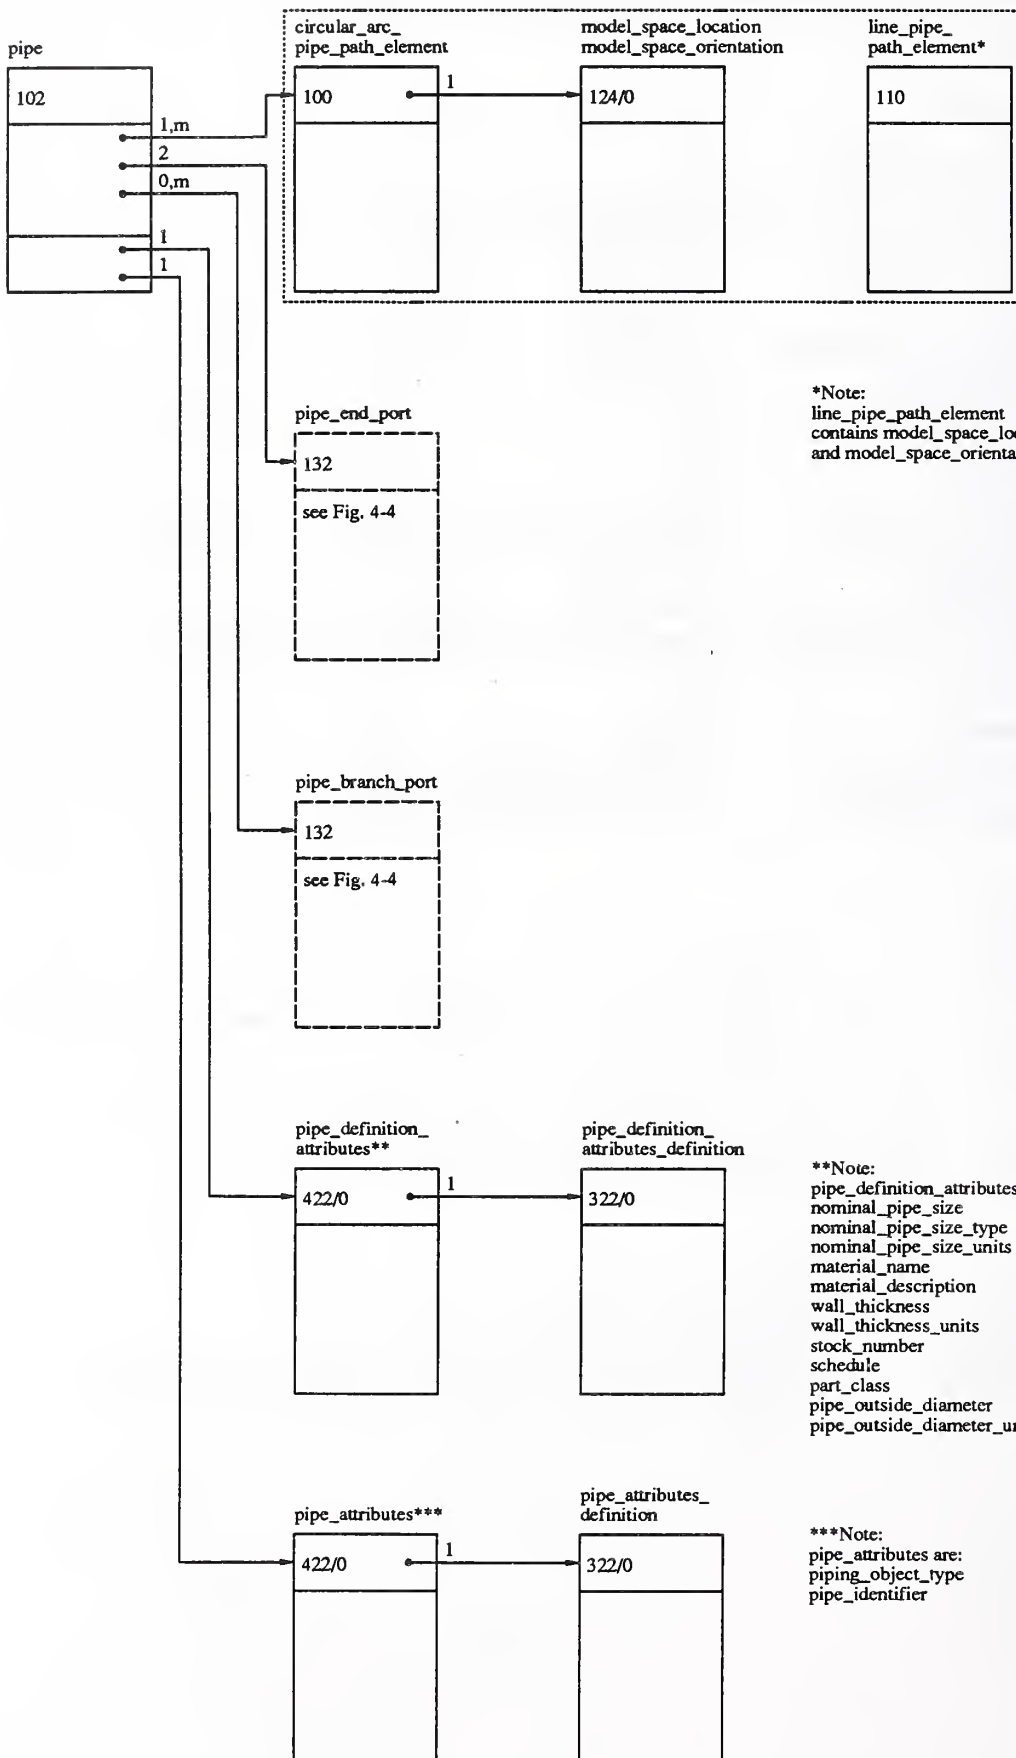 pipe
102
1,m
2
0,m
1
1
circular_arc_
pipe_path_element
100
1
model_space_location
model_space_orientation
124/0
line_pipe_
path_element*
110
*Note:
line_pipe_path_element
contains model_space_lo
and model_space_orienta
pipe_end_port
132
see Fig. 4-4
pipe_branch_port
132
see Fig. 4-4
pipe_definition_
attributes**
422/0
1
pipe_definition_
attributes_definition
322/0
**Note:
pipe_definition_attributes
nominal_pipe_size
nominal_pipe_size_type
nominal_pipe_size_units
material_name
material_description
wall_thickness
wall_thickness_units
stock_number
schedule
part_class
pipe_outside_diameter
pipe_outside_diameter_u
pipe_attributes***
422/0
1
pipe_attributes_
definition
322/0
***Note:
pipe_attributes are:
piping_object_type
pipe_identifier